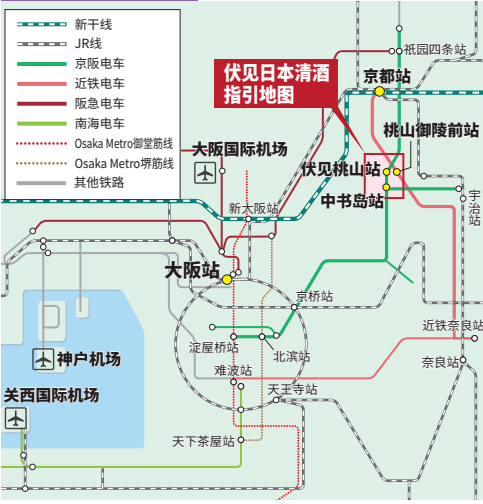 新干线
JR线
京阪电车
近铁电车
阪急电车
南海电车
Osaka Metro御堂筋线
Osaka Metro堺筋线
其他铁路
伏见日本清酒
指引地图
祇园四条站
京都站
桃山御陵前站
大阪国际机场
伏见桃山站
中书岛站
宇治站
新大阪站
大阪站
京桥站
近铁奈良站
淀屋桥站
北滨站
神户机场
难波站
奈良站
天王寺站
关西国际机场
天下茶屋站